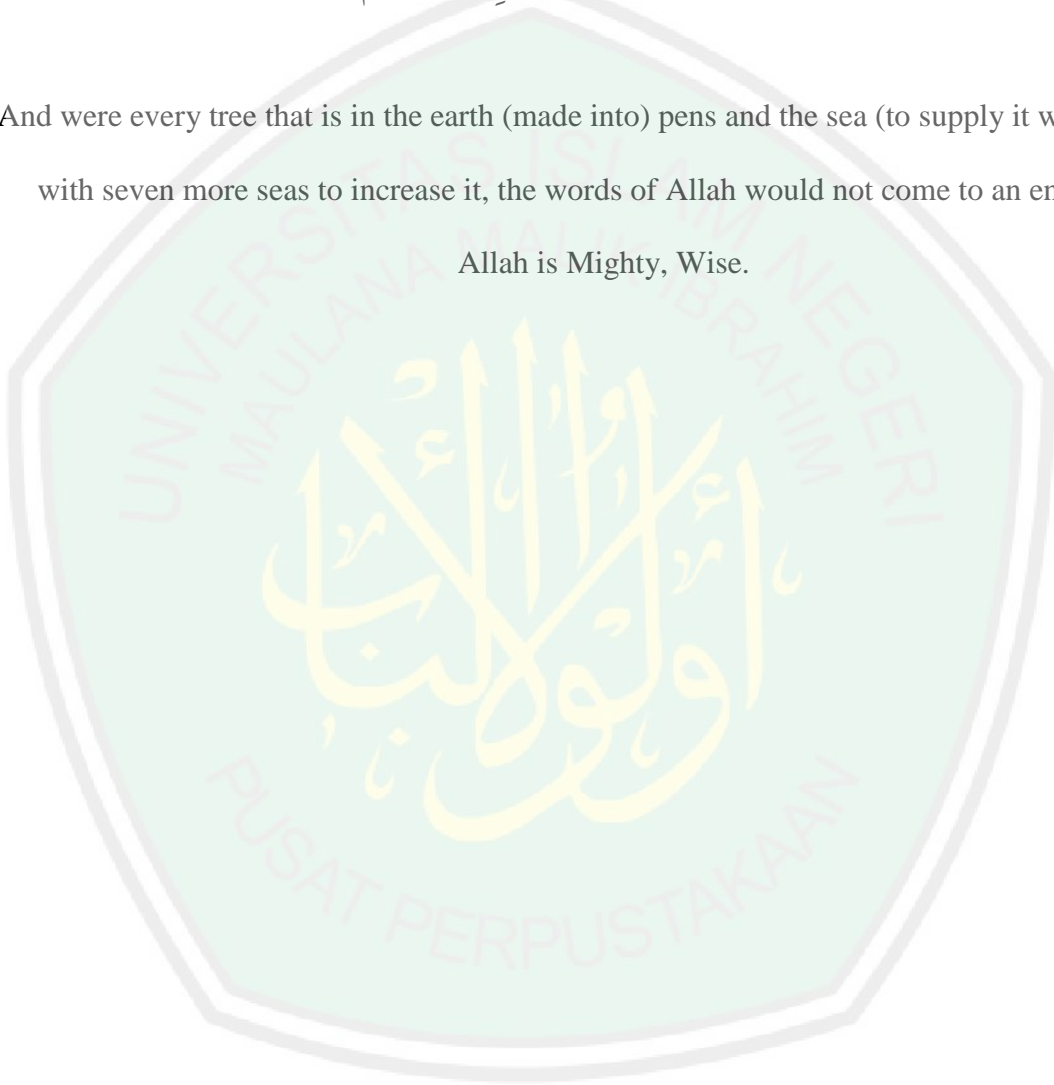 And were every tree that is in the earth (made into) pens and the sea (to supply it
with seven more seas to increase it, the words of Allah would not come to an
Allah is Mighty, Wise.
UNIVERSITAS ISLAM NEGERI
MAULANA MALIK IBRAHIM
PUSAT PERPUSTAKAAN